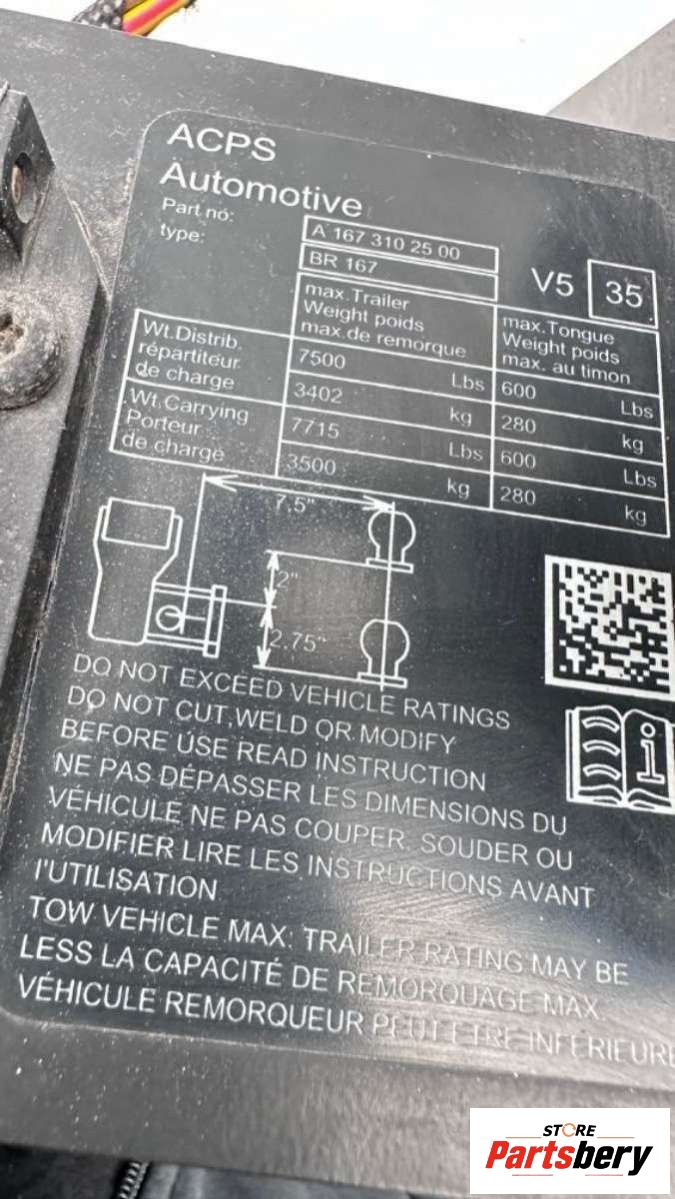 ACPS
Automotive
Part nó: A 167 310 25 00
type: BR 167
V5 35
max.Trailer
Weight poids
max.de remorque
max.Tongue
Weight poids
max. au timon
Wt.Distrib.
répartiteur
de charge
7500 Lbs 600 Lbs
3402 kg 280 kg
Wt.Carrying
Porteur
de charge
7715 Lbs 600 Lbs
3500 kg 280 kg
7.5"
2"
2.75"
DO NOT EXCEED VEHICLE RATINGS
DO NOT CUT,WELD OR MODIFY
BEFORE USE READ INSTRUCTION
NE PAS DÉPASSER LES DIMENSIONS DU
VÉHICULE NE PAS COUPER, SOUDER OU
MODIFIER LIRE LES INSTRUCTIONS AVANT
l'UTILISATION
TOW VEHICLE MAX: TRAILER RATING MAY BE
LESS LA CAPACITÉ DE REMORQUAGE MAX.
VÉHICULE REMORQUEUR PEUT ETRE INFERIEURE
i
STORE
Partsbery